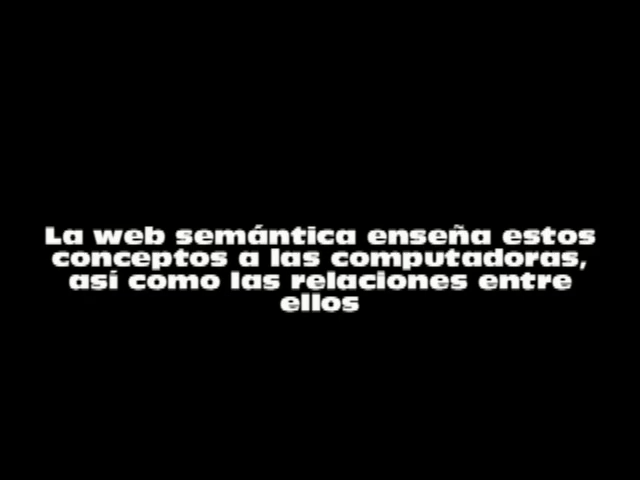 La web semántica enseña estos
conceptos a las computadoras,
así como las relaciones entre
ellos